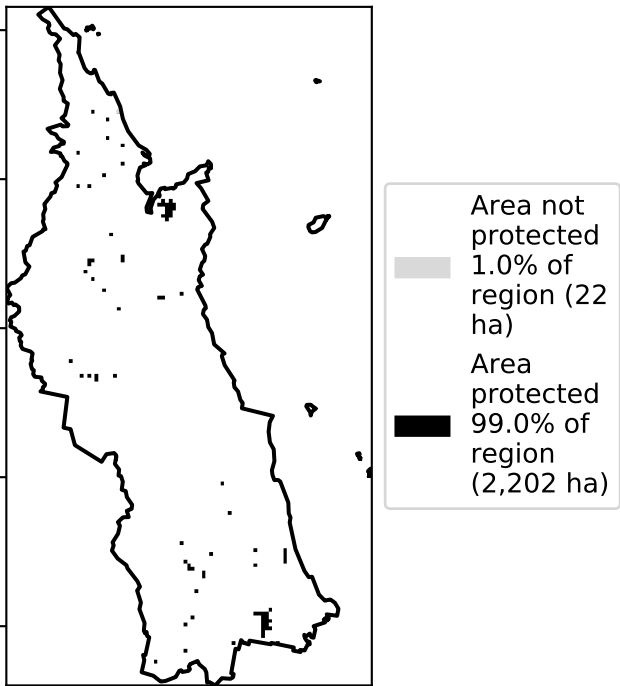 Area not
protected
1.0% of
region (22
ha)
Area
protected
99.0% of
region
(2,202 ha)